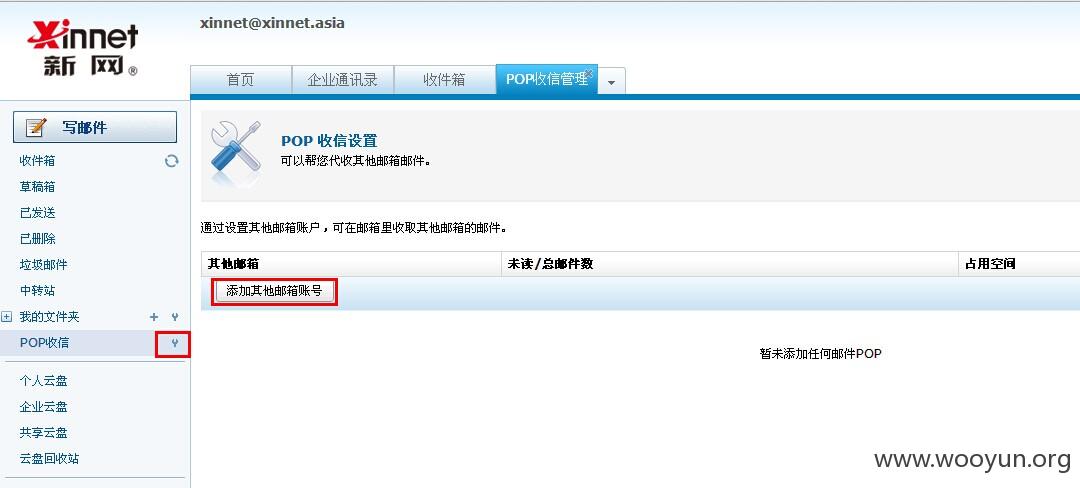 xinnet@xinnet.asia
Xinnet
新网®
首页 企业通讯录 收件箱 POP收信管理
写邮件
收件箱
草稿箱
已发送
已删除
垃圾邮件
中转站
我的文件夹
POP收信
个人云盘
企业云盘
共享云盘
云盘回收站
POP 收信设置
可以帮您代收其他邮箱邮件。
通过设置其他邮箱账户，可在邮箱里收取其他邮箱的邮件。
其他邮箱 未读/总邮件数 占用空间
添加其他邮箱账号
暂未添加任何邮件POP
www.wooyun.org